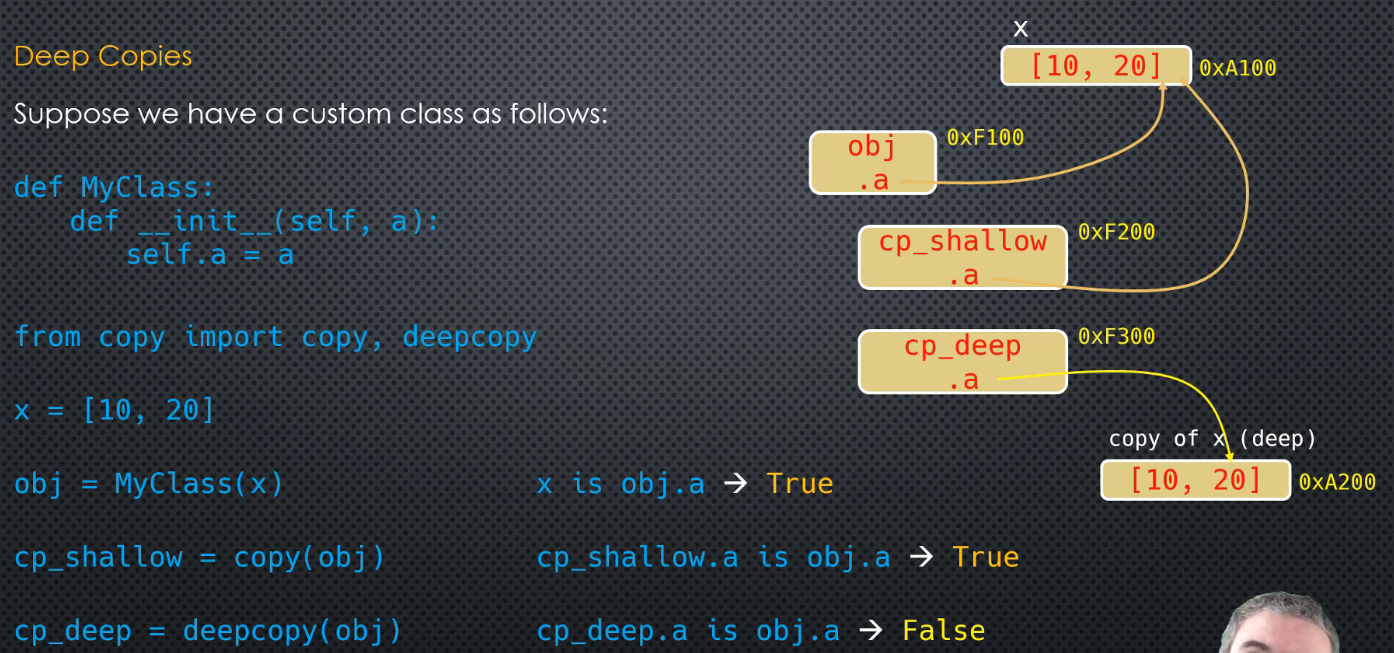 Deep Copies
Suppose we have a custom class as follows:
def MyClass:
def __init__(self, a):
self.a = a
from copy import copy, deepcopy
x = [10, 20]
obj = MyClass(x)
x is obj.a → True
cp_shallow = copy(obj)
cp_shallow.a is obj.a → True
cp_deep = deepcopy(obj)
cp_deep.a is obj.a → False
x
[10, 20]
0xA100
obj
.a
0xF100
cp_shallow
.a
0xF200
cp_deep
.a
0xF300
copy of x (deep)
[10, 20]
0xA200